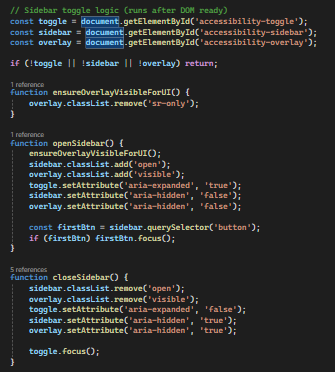 // Sidebar toggle logic (runs after DOM ready)
const toggle = document.getElementById('accessibility-toggle');
const sidebar = document.getElementById('accessibility-sidebar');
const overlay = document.getElementById('accessibility-overlay');
if (!toggle || !sidebar || !overlay) return;
1 reference
function ensureOverlayVisibleForUI() {
overlay.classList.remove('sr-only');
}
1 reference
function openSidebar() {
ensureOverlayVisibleForUI();
sidebar.classList.add('open');
overlay.classList.add('visible');
toggle.setAttribute('aria-expanded', 'true');
sidebar.setAttribute('aria-hidden', 'false');
overlay.setAttribute('aria-hidden', 'false');
const firstBtn = sidebar.querySelector('button');
if (firstBtn) firstBtn.focus();
}
5 references
function closeSidebar() {
sidebar.classList.remove('open');
overlay.classList.remove('visible');
toggle.setAttribute('aria-expanded', 'false');
sidebar.setAttribute('aria-hidden', 'true');
overlay.setAttribute('aria-hidden', 'true');
toggle.focus();
}